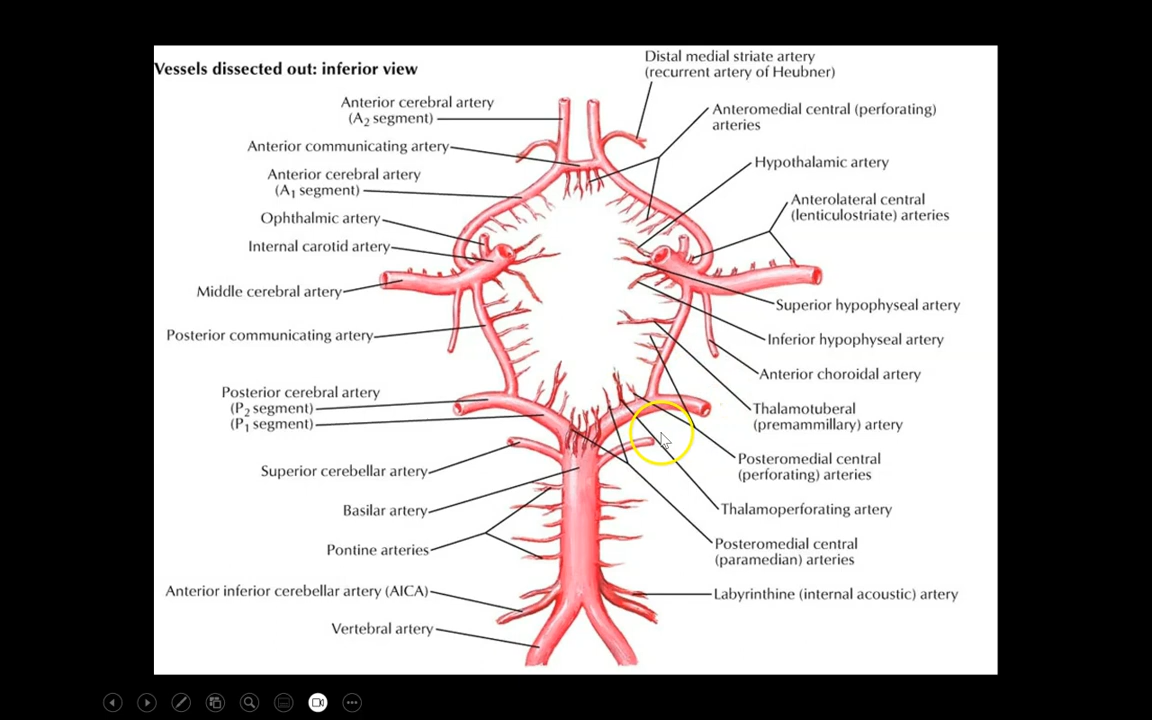 Vessels dissected out: inferior view
Distal medial striate artery
(recurrent artery of Heubner)
Anterior cerebral artery
(A2 segment)
Anteromedial central (perforating)
arteries
Anterior communicating artery
Hypothalamic artery
Anterior cerebral artery
(A1 segment)
Anterolateral central
(lenticulostriate) arteries
Ophthalmic artery
Internal carotid artery
Middle cerebral artery
Superior hypophyseal artery
Posterior communicating artery
Inferior hypophyseal artery
Anterior choroidal artery
Posterior cerebral artery
(P2 segment)
(P1 segment)
Thalamotuberal
(premammillary) artery
Superior cerebellar artery
Posteromedial central
(perforating) arteries
Basilar artery
Thalamoperforating artery
Pontine arteries
Posteromedial central
(paramedian) arteries
Anterior inferior cerebellar artery (AICA)
Labyrinthine (internal acoustic) artery
Vertebral artery